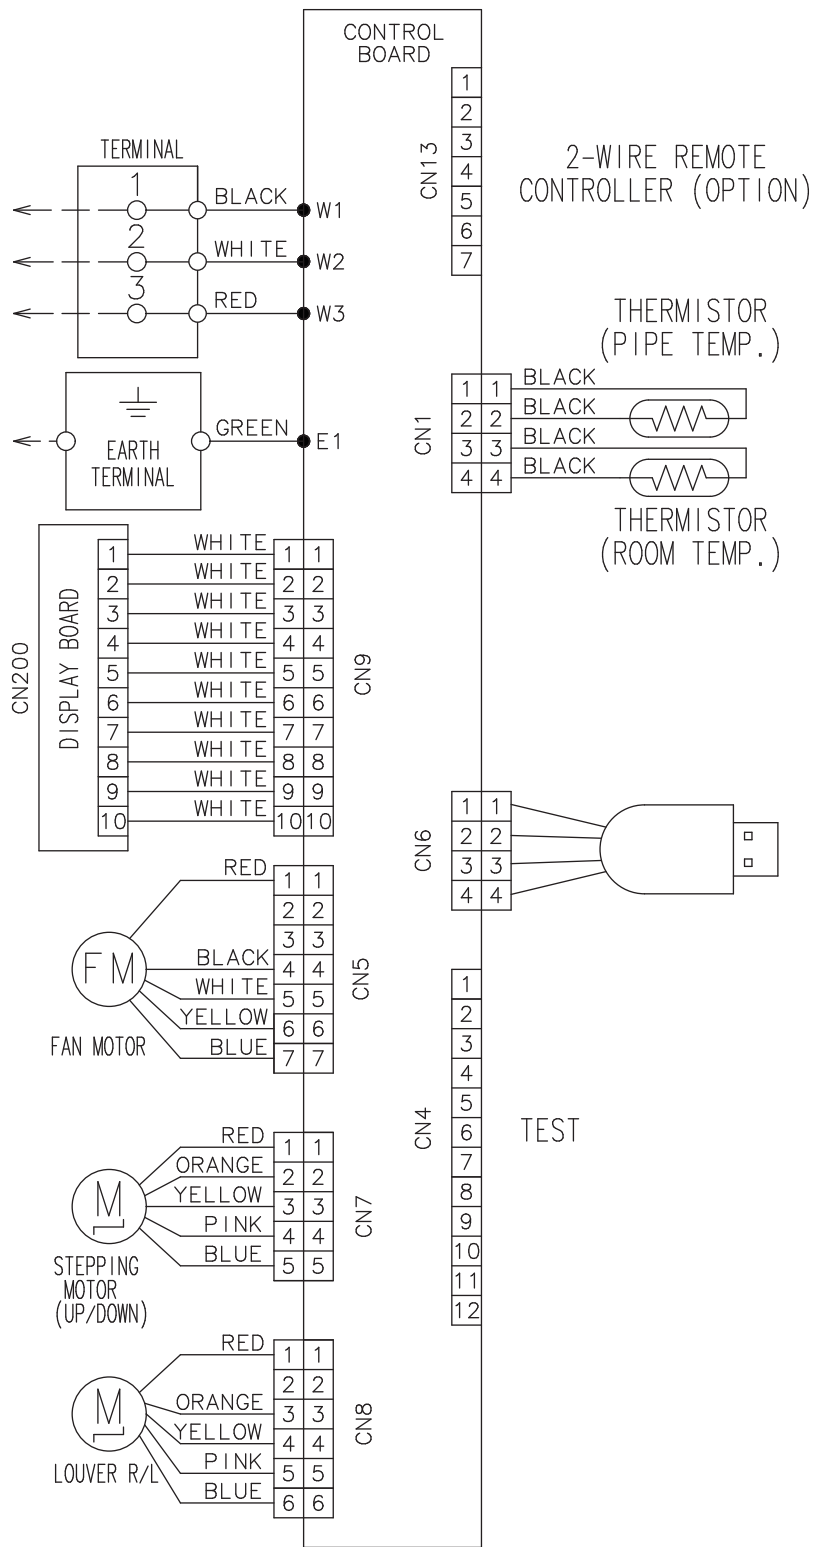 CONTROL
BOARD
CN13
1
2
3
4
5
6
7
2-WIRE REMOTE
CONTROLLER (OPTION)
TERMINAL
1 BLACK W1
2 WHITE W2
3 RED W3
EARTH
TERMINAL
GREEN E1
THERMISTOR
(PIPE TEMP.)
CN1
1 1 BLACK
2 2 BLACK
3 3 BLACK
4 4 BLACK
THERMISTOR
(ROOM TEMP.)
CN200
DISPLAY BOARD
CN9
1 WHITE 1 1
2 WHITE 2 2
3 WHITE 3 3
4 WHITE 4 4
5 WHITE 5 5
6 WHITE 6 6
7 WHITE 7 7
8 WHITE 8 8
9 WHITE 9 9
10 WHITE 10 10
CN6
1 1
2 2
3 3
4 4
FM
FAN MOTOR
CN5
RED 1 1
2 2
3 3
BLACK 4 4
WHITE 5 5
YELLOW 6 6
BLUE 7 7
CN4
1
2
3
4
5
6
7
8
9
10
11
12
TEST
M
STEPPING
MOTOR
(UP/DOWN)
CN7
RED 1 1
ORANGE 2 2
YELLOW 3 3
PINK 4 4
BLUE 5 5
M
LOUVER R/L
CN8
RED 1 1
2 2
ORANGE 3 3
YELLOW 4 4
PINK 5 5
BLUE 6 6